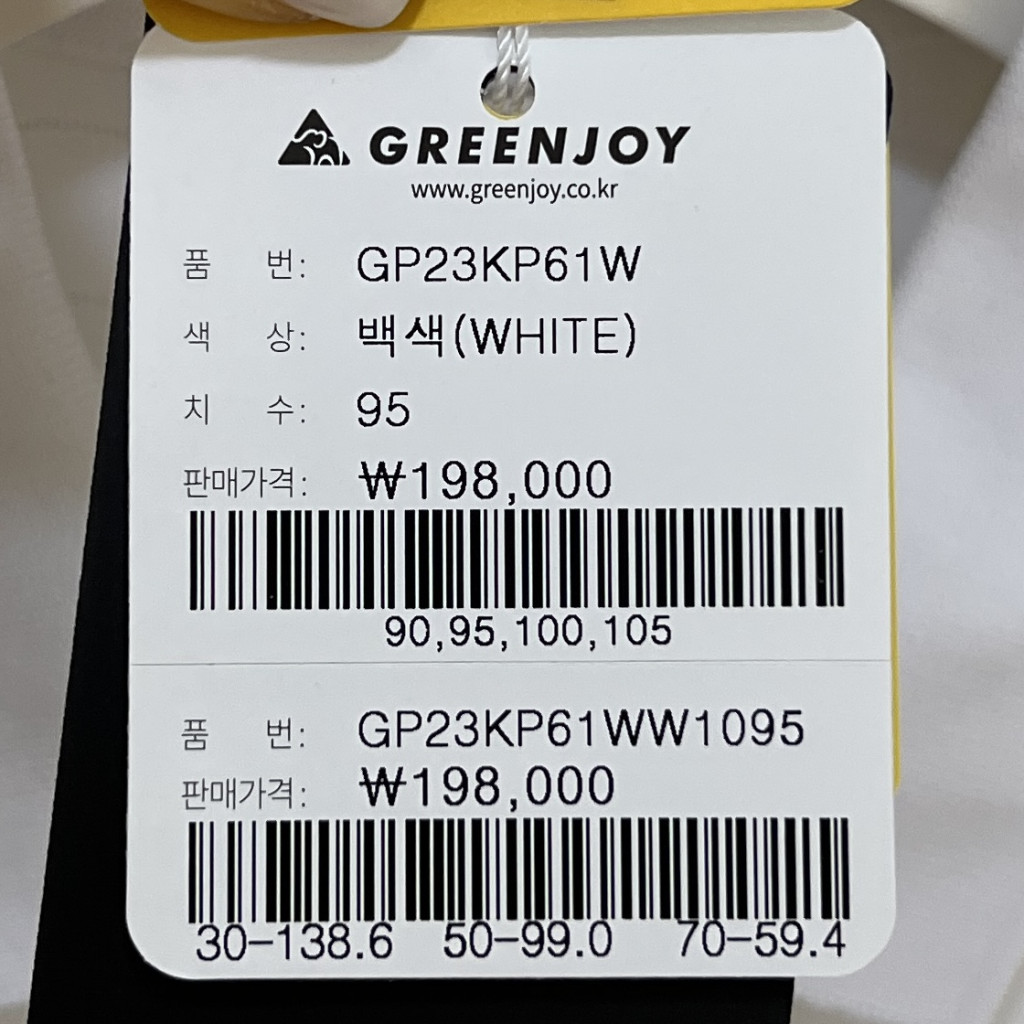 GREENJOY
www.greenjoy.co.kr
품 번: GP23KP61W
색 상: 백색(WHITE)
치 수: 95
판매가격: ₩198,000
90,95,100,105
품 번: GP23KP61WW1095
판매가격: ₩198,000
30-138.6 50-99.0 70-59.4